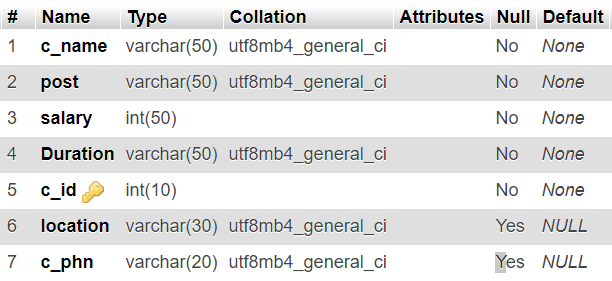 # Name Type Collation Attributes Null Default
1 c_name varchar(50) utf8mb4_general_ci No None
2 post varchar(50) utf8mb4_general_ci No None
3 salary int(50) No None
4 Duration varchar(50) utf8mb4_general_ci No None
5 c_id int(10) No None
6 location varchar(30) utf8mb4_general_ci Yes NULL
7 c_phn varchar(20) utf8mb4_general_ci Yes NULL